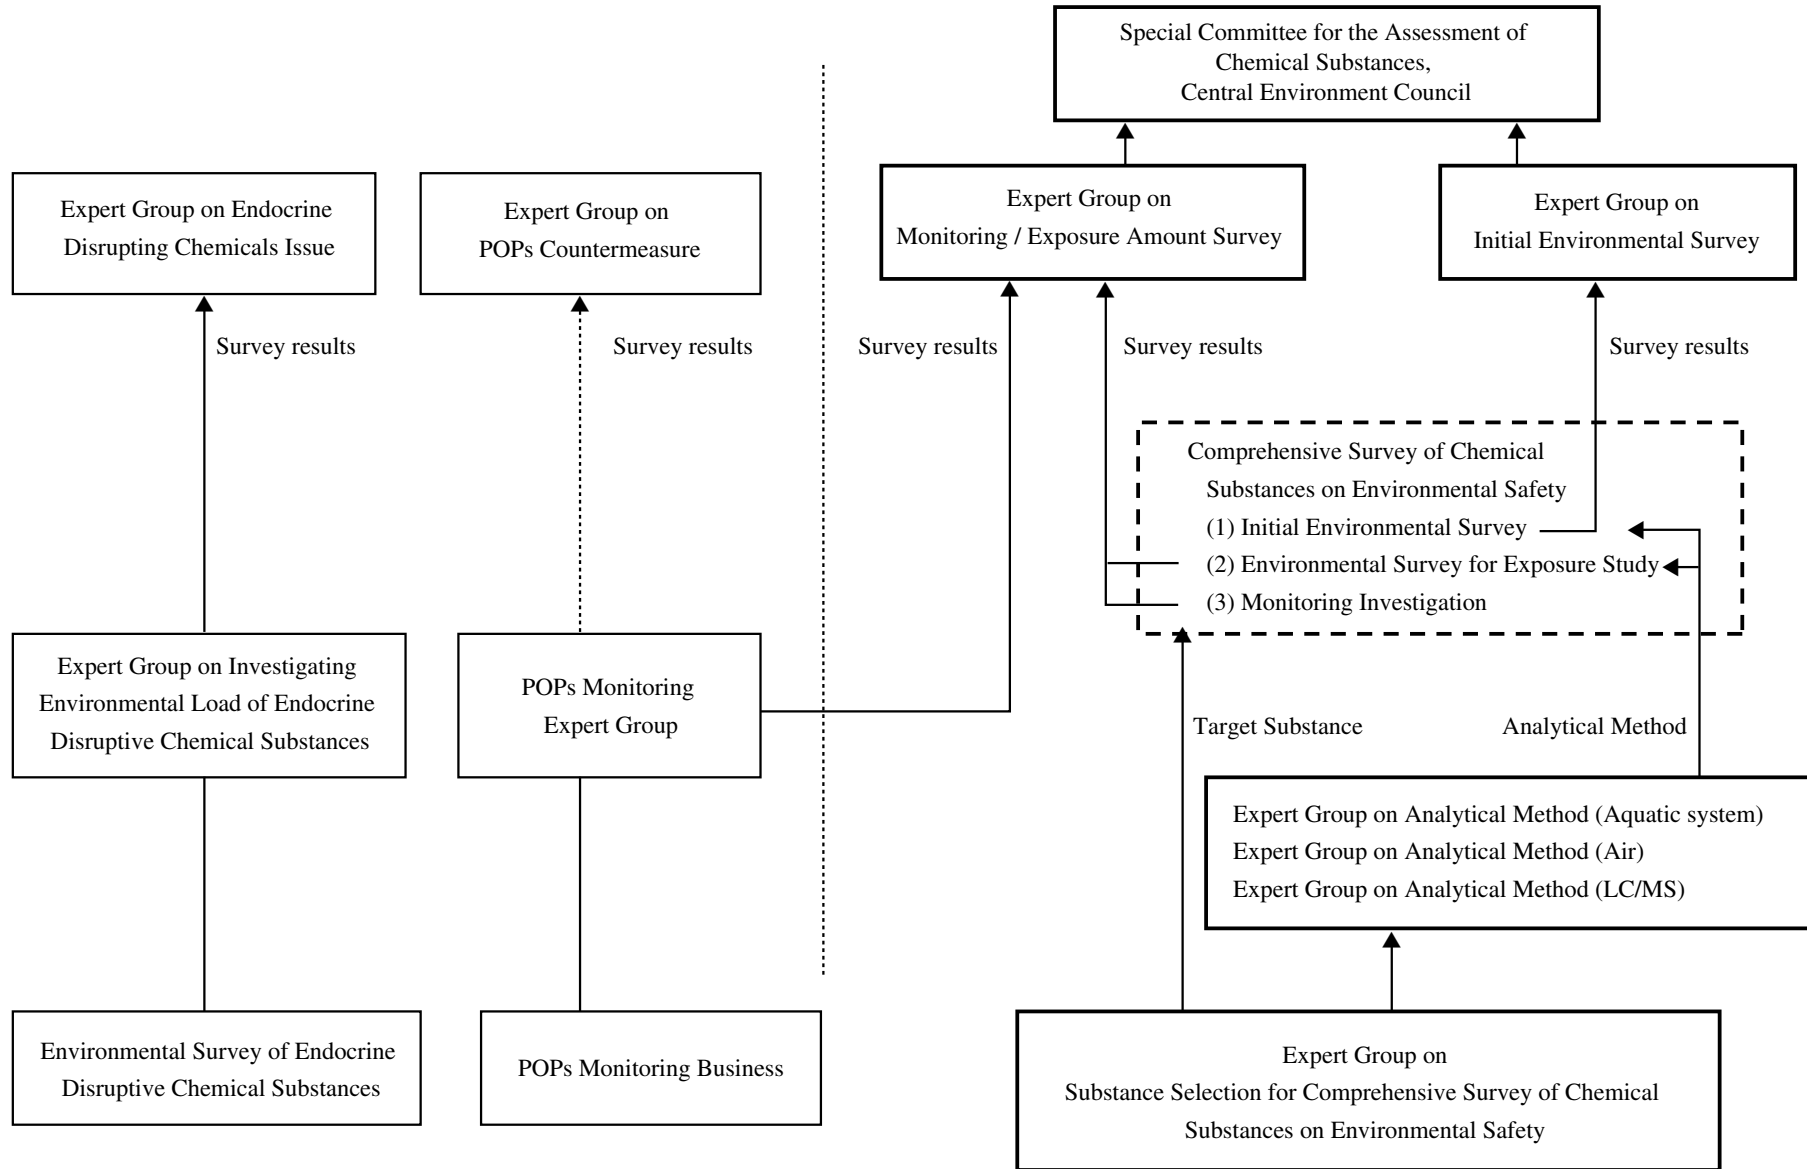 Special Committee for the Assessment of
Chemical Substances,
Central Environment Council
Expert Group on Endocrine
Disrupting Chemicals Issue
Expert Group on
POPs Countermeasure
Expert Group on
Monitoring / Exposure Amount Survey
Expert Group on
Initial Environmental Survey
Survey results
Survey results
Survey results
Survey results
Survey results
Comprehensive Survey of Chemical
Substances on Environmental Safety
(1) Initial Environmental Survey
(2) Environmental Survey for Exposure Study
(3) Monitoring Investigation
Expert Group on Investigating
Environmental Load of Endocrine
Disruptive Chemical Substances
POPs Monitoring
Expert Group
Target Substance
Analytical Method
Expert Group on Analytical Method (Aquatic system)
Expert Group on Analytical Method (Air)
Expert Group on Analytical Method (LC/MS)
Environmental Survey of Endocrine
Disruptive Chemical Substances
POPs Monitoring Business
Expert Group on
Substance Selection for Comprehensive Survey of Chemical
Substances on Environmental Safety